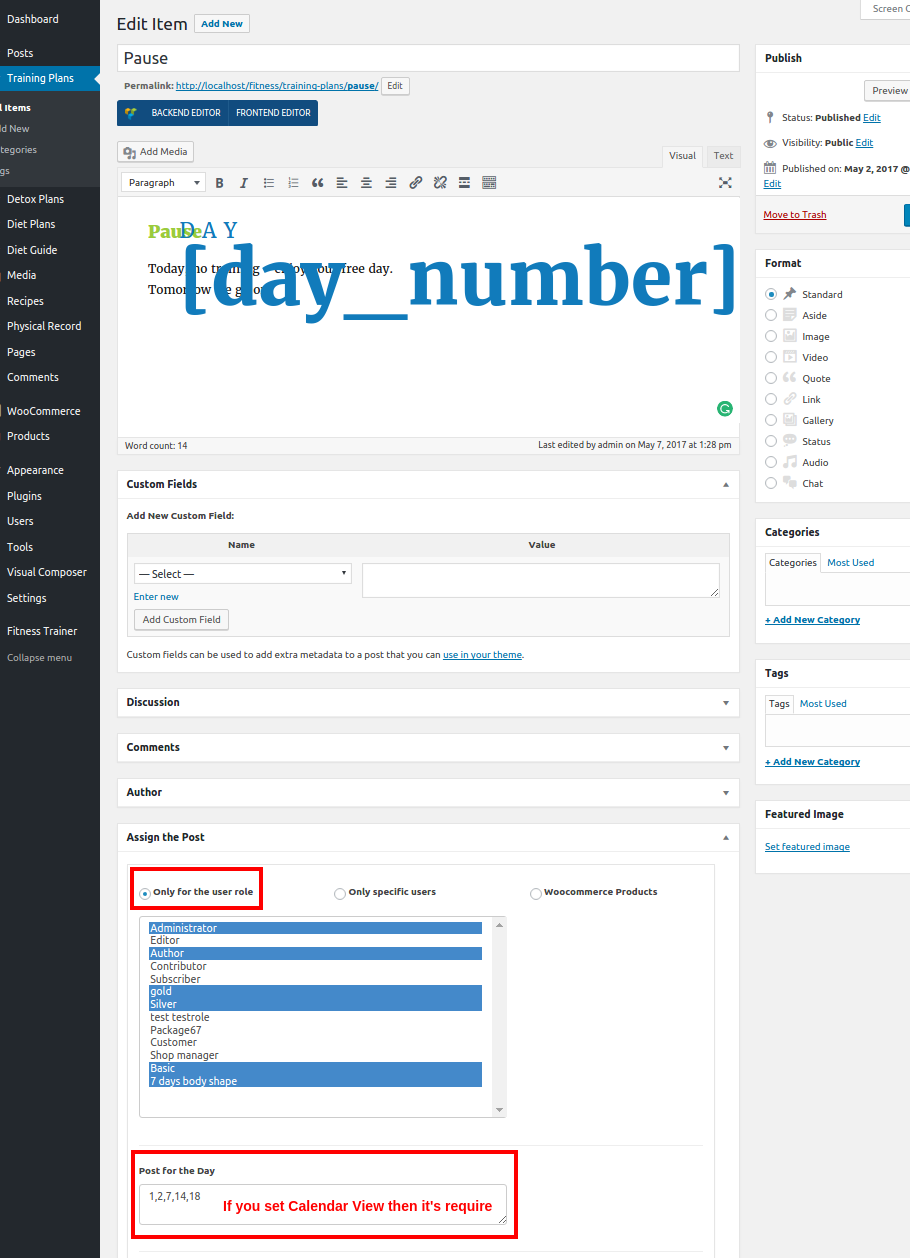 Dashboard
Posts
Training Plans
l Items
dd New
tegories
gs
Detox Plans
Diet Plans
Diet Guide
Media
Recipes
Physical Record
Pages
Comments
WooCommerce
Products
Appearance
Plugins
Users
Tools
Visual Composer
Settings
Fitness Trainer
Collapse menu
Screen O
Edit Item Add New
Pause
Permalink: http://localhost/fitness/training-plans/pause/ Edit
BACKEND EDITOR FRONTEND EDITOR
Add Media
Visual Text
Paragraph
Pause
DAY
[day__number]
Today no training - enjoy your free day.
Tomorrow we go on
Word count: 14
Last edited by admin on May 7, 2017 at 1:28 pm
Custom Fields
Add New Custom Field:
Name Value
— Select —
Enter new
Add Custom Field
Custom fields can be used to add extra metadata to a post that you can use in your theme.
Discussion
Comments
Author
Assign the Post
Only for the user role Only specific users Woocommerce Products
Administrator
Editor
Author
Contributor
Subscriber
gold
Silver
test testrole
Package67
Customer
Shop manager
Basic
7 days body shape
Post for the Day
1,2,7,14,18
If you set Calendar View then it's require
Publish
Preview
Status: Published Edit
Visibility: Public Edit
Published on: May 2, 2017 @
Edit
Move to Trash
Format
Standard
Aside
Image
Video
Quote
Link
Gallery
Status
Audio
Chat
Categories
Categories Most Used
+ Add New Category
Tags
Tags Most Used
+ Add New Category
Featured Image
Set featured image